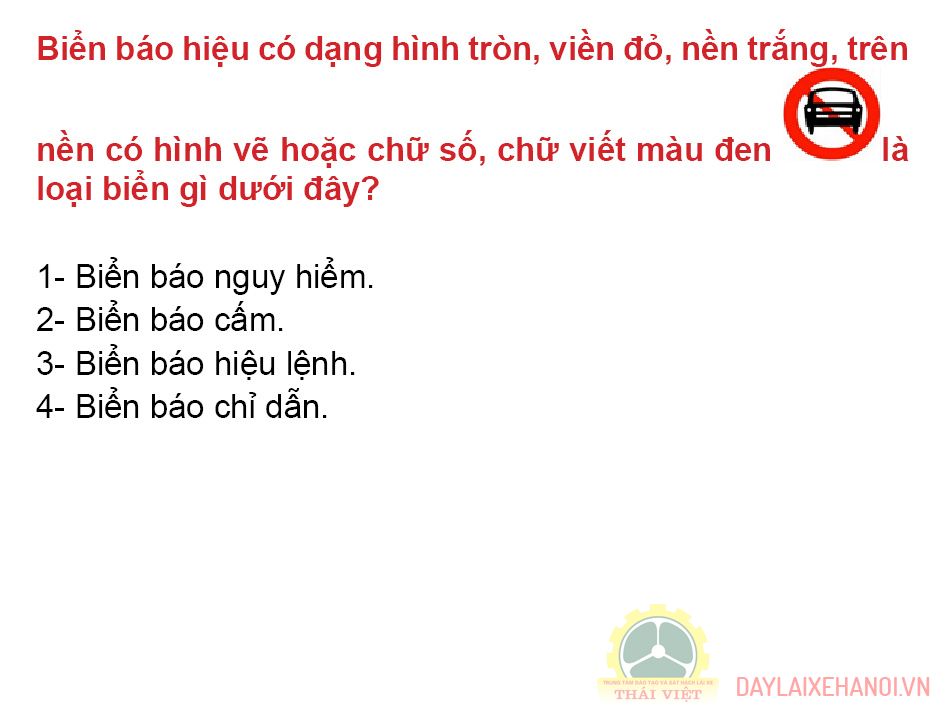 Biển báo hiệu có dạng hình tròn, viền đỏ, nền trắng, trên
nền có hình vẽ hoặc chữ số, chữ viết màu đen là
loại biển gì dưới đây?
1- Biển báo nguy hiểm.
2- Biển báo cấm.
3- Biển báo hiệu lệnh.
4- Biển báo chỉ dẫn.
TRUNG TÂM ĐÀO TẠO VÀ SÁT HẠCH LÁI XE
THÁI VIỆT
DAYLAIXEHANOI.VN